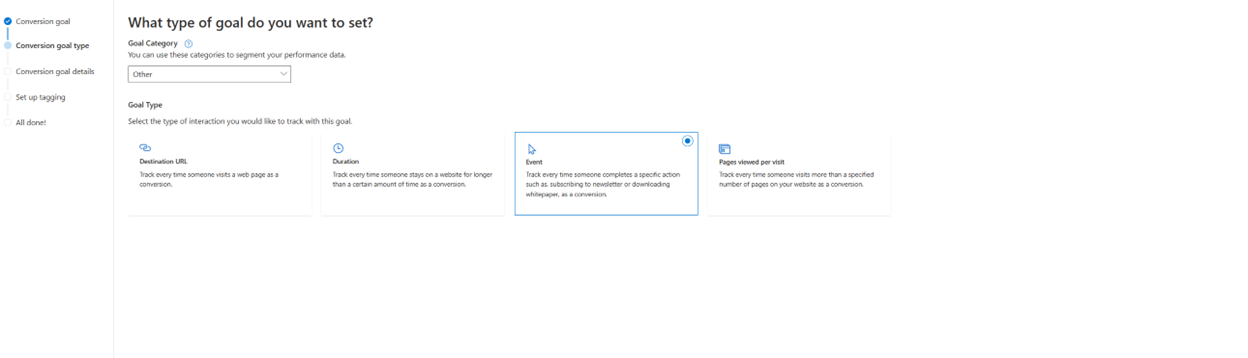 Conversion goal
Conversion goal type
Conversion goal details
Set up tagging
All done!
What type of goal do you want to set?
Goal Category
You can use these categories to segment your performance data.
Other
Goal Type
Select the type of interaction you would like to track with this goal.
Destination URL
Track every time someone visits a web page as a
conversion.
Duration
Track every time someone stays on a website for longer
than a certain amount of time as a conversion.
Event
Track every time someone completes a specific action
such as, subscribing to newsletter or downloading
whitepaper, as a conversion.
Pages viewed per visit
Track every time someone visits more than a specified
number of pages on your website as a conversion.